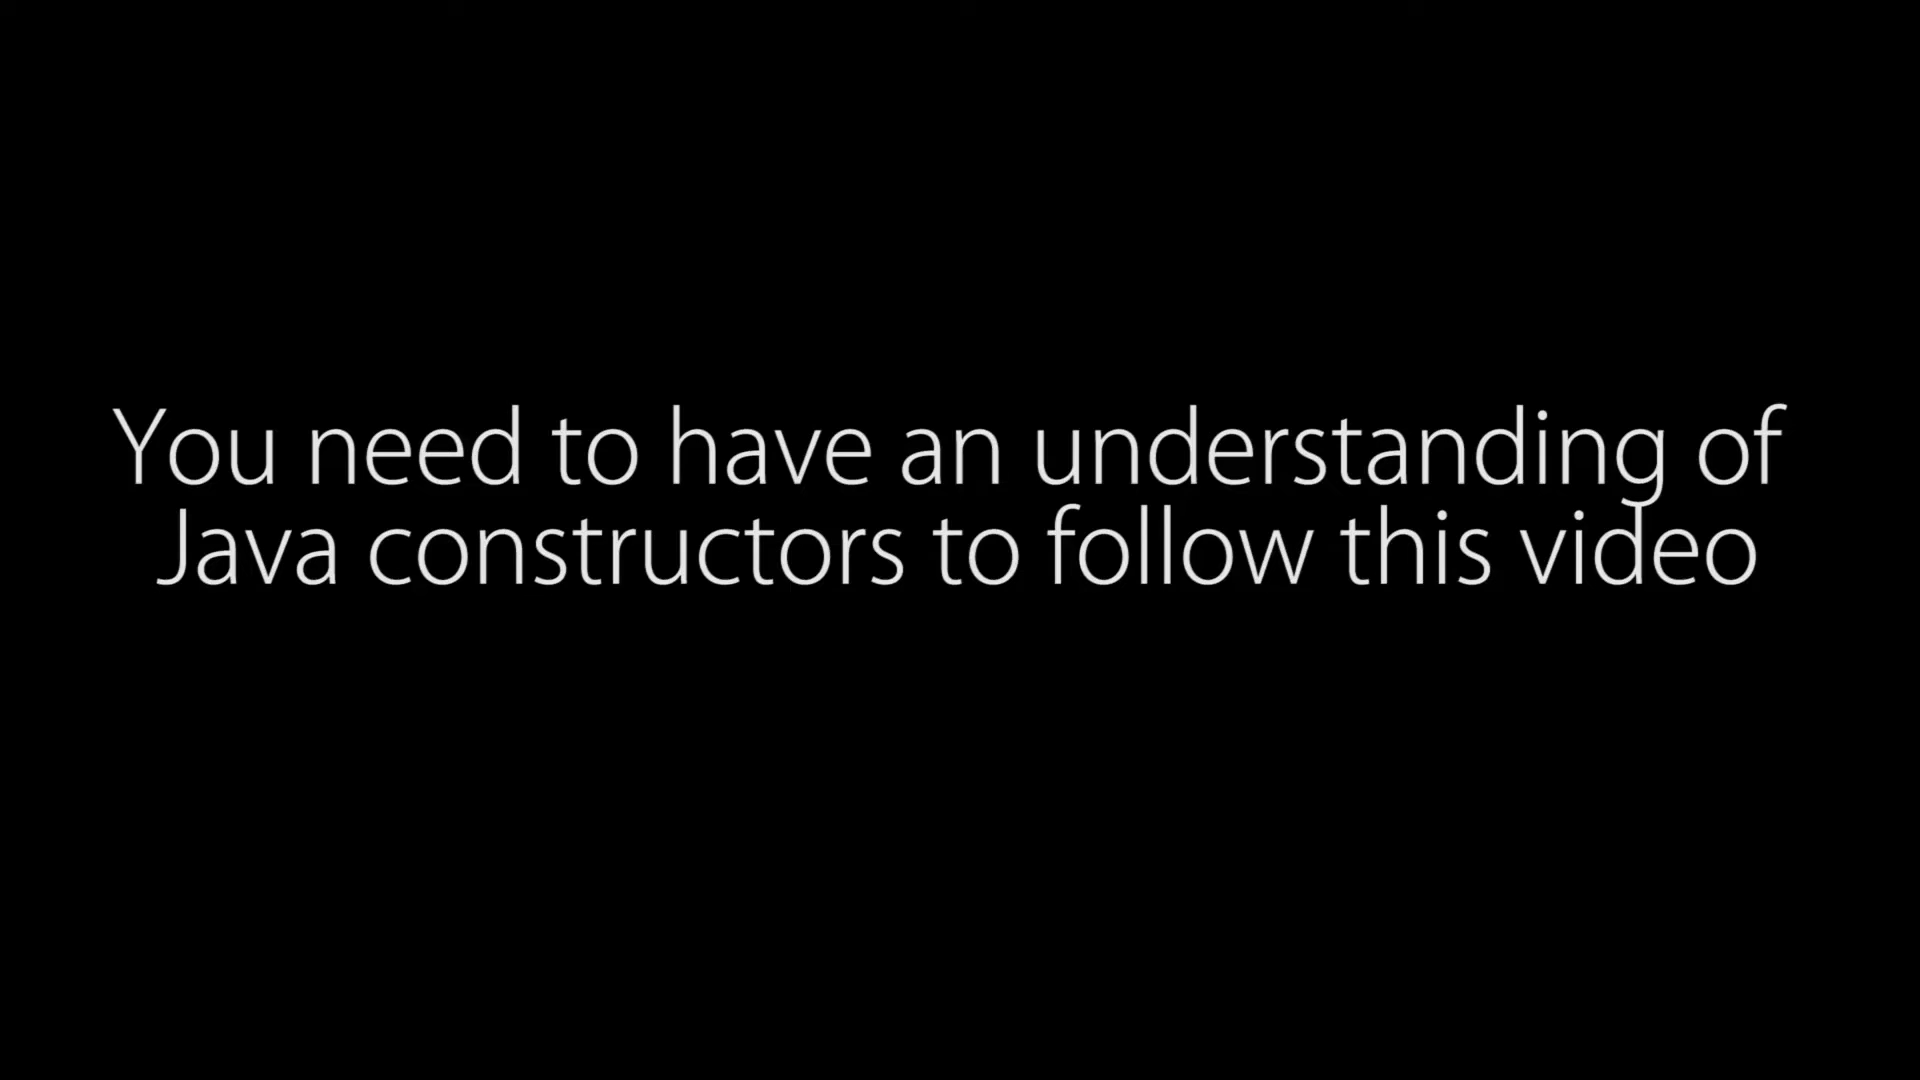 You need to have an understanding of
Java constructors to follow this video